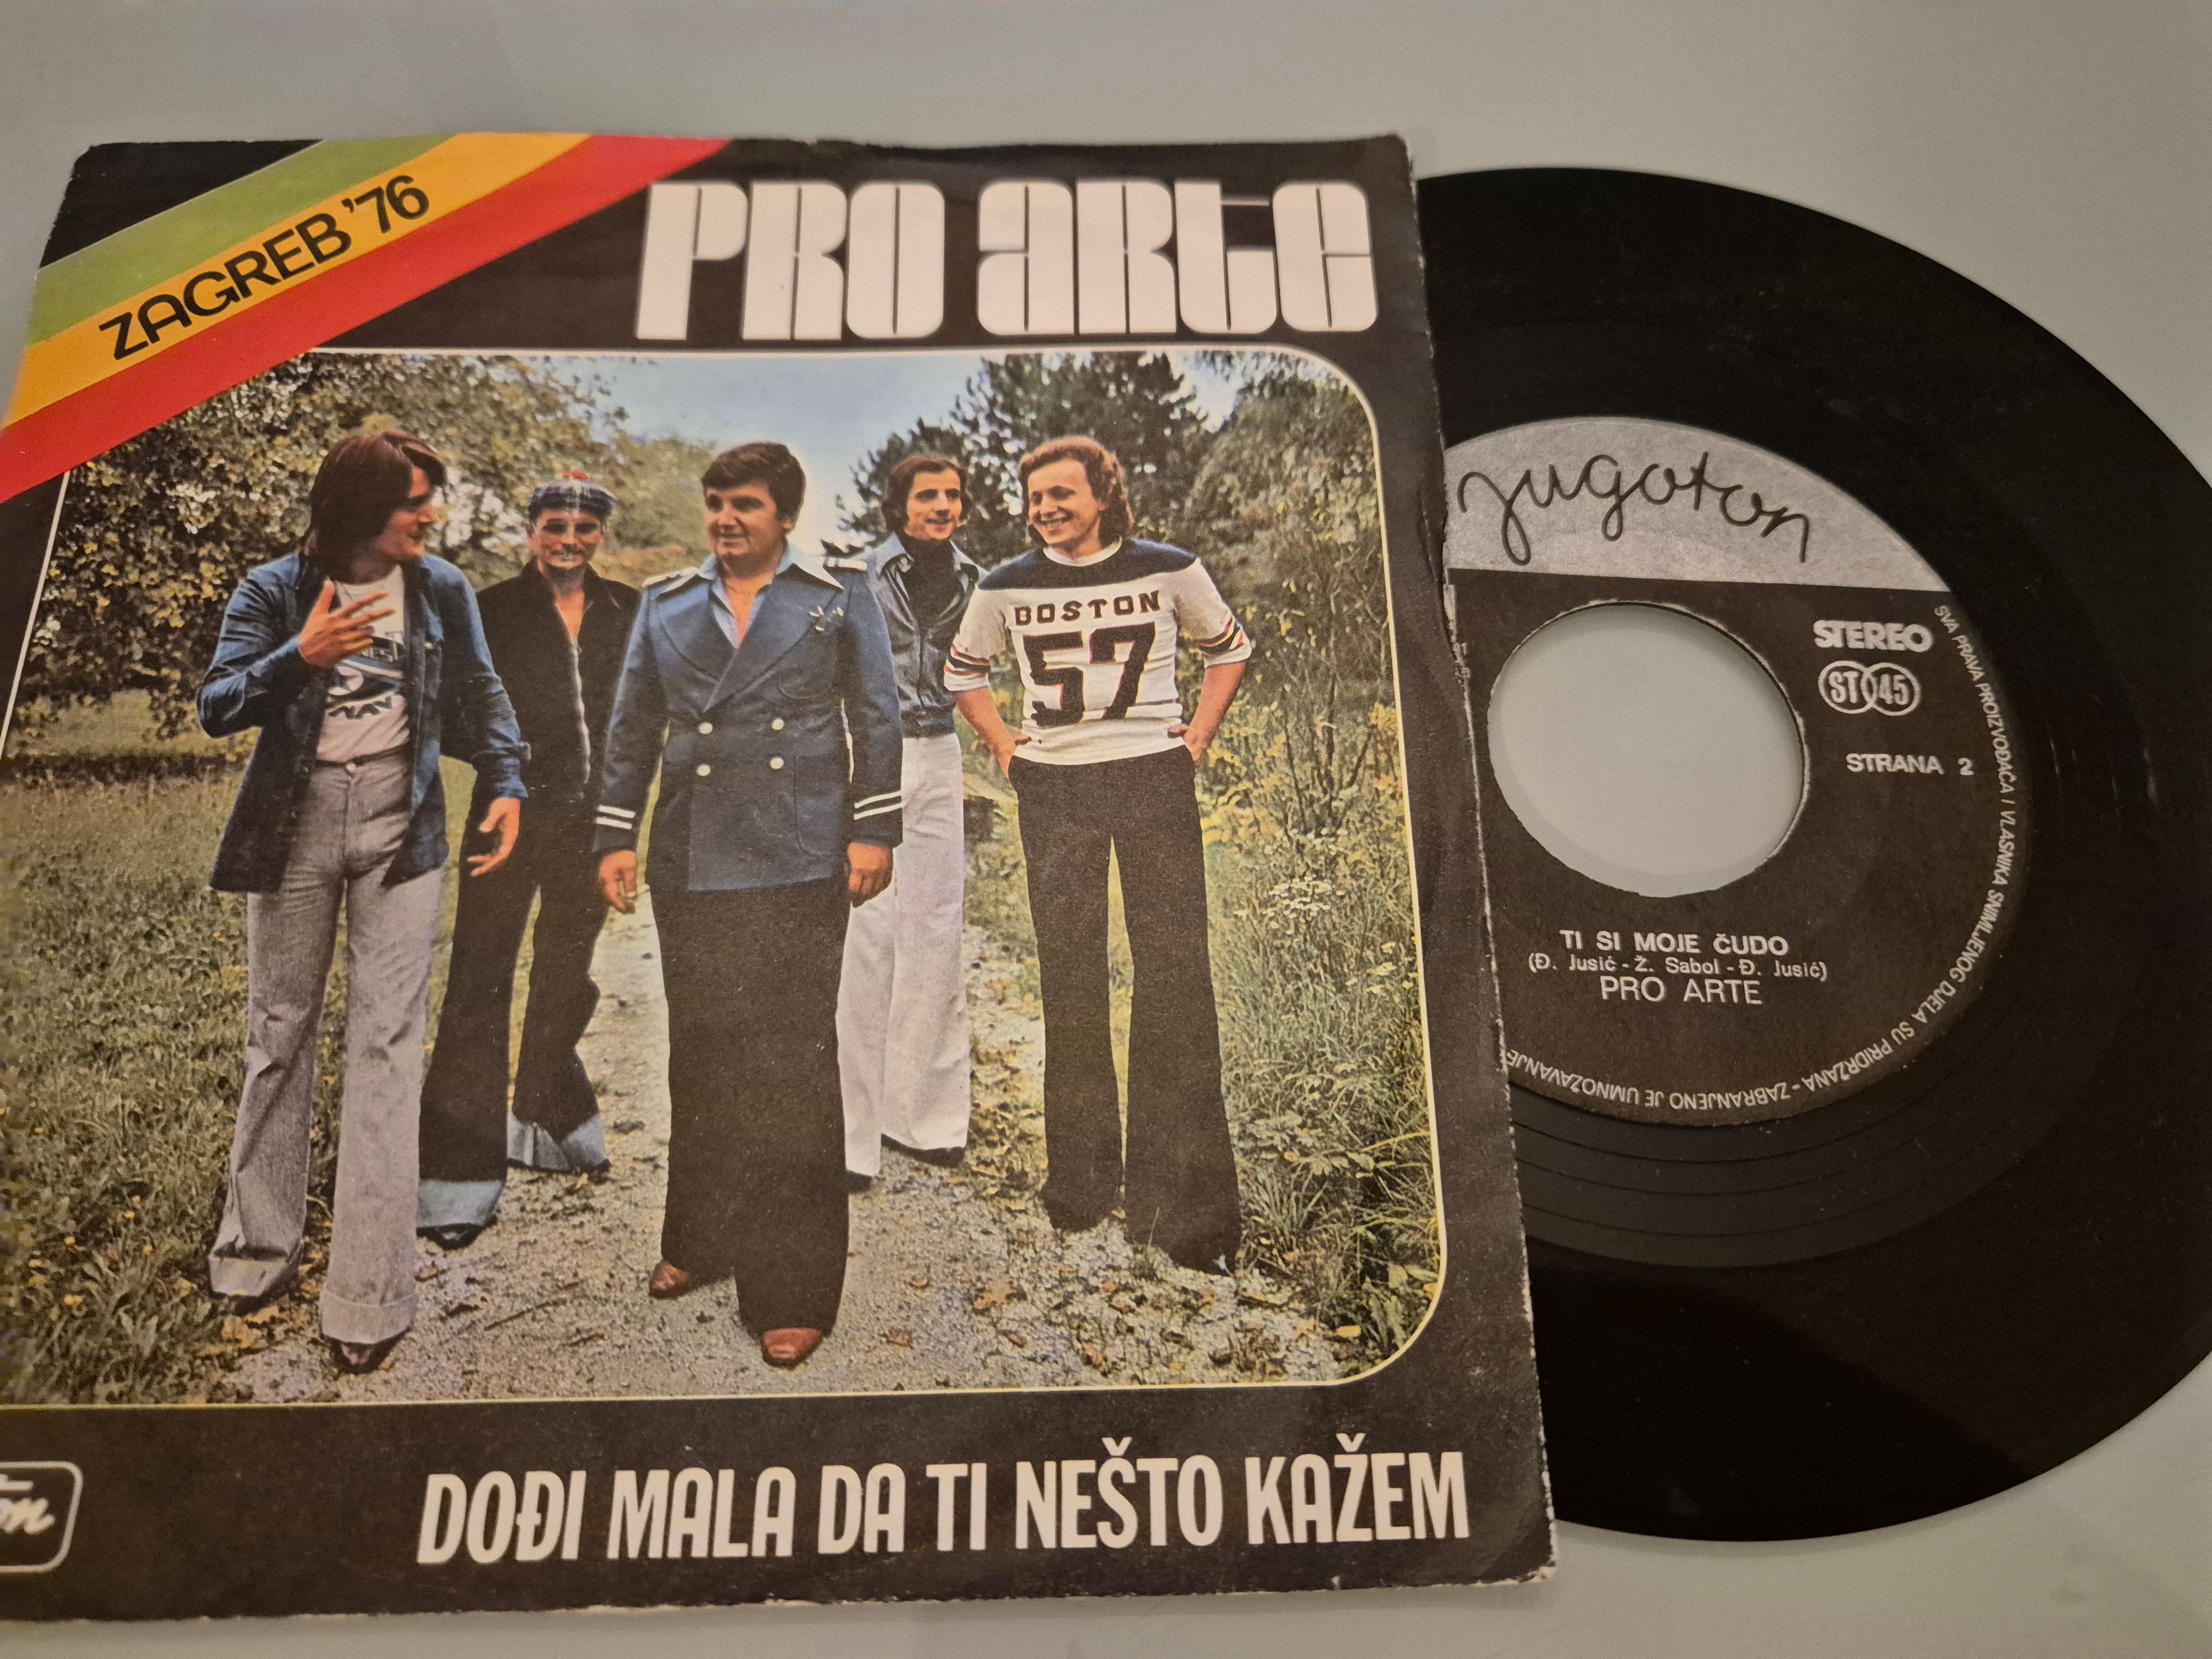 ZAGREB '76
PRO ARTE
BOSTON
57
DOĐI MALA DA TI NEŠTO KAŽEM
jugoton
STEREO
ST 45
STRANA 2
TI SI MOJE ČUDO
(Đ. Jusić - Ž. Sabol - Đ. Jusić)
PRO ARTE
SVA PRAVA PROIZVOĐAČA I VLASNIKA SNIMLJENOG DJELA SU PRIDRŽANA - ZABRANJENO JE UMNOŽAVANJE